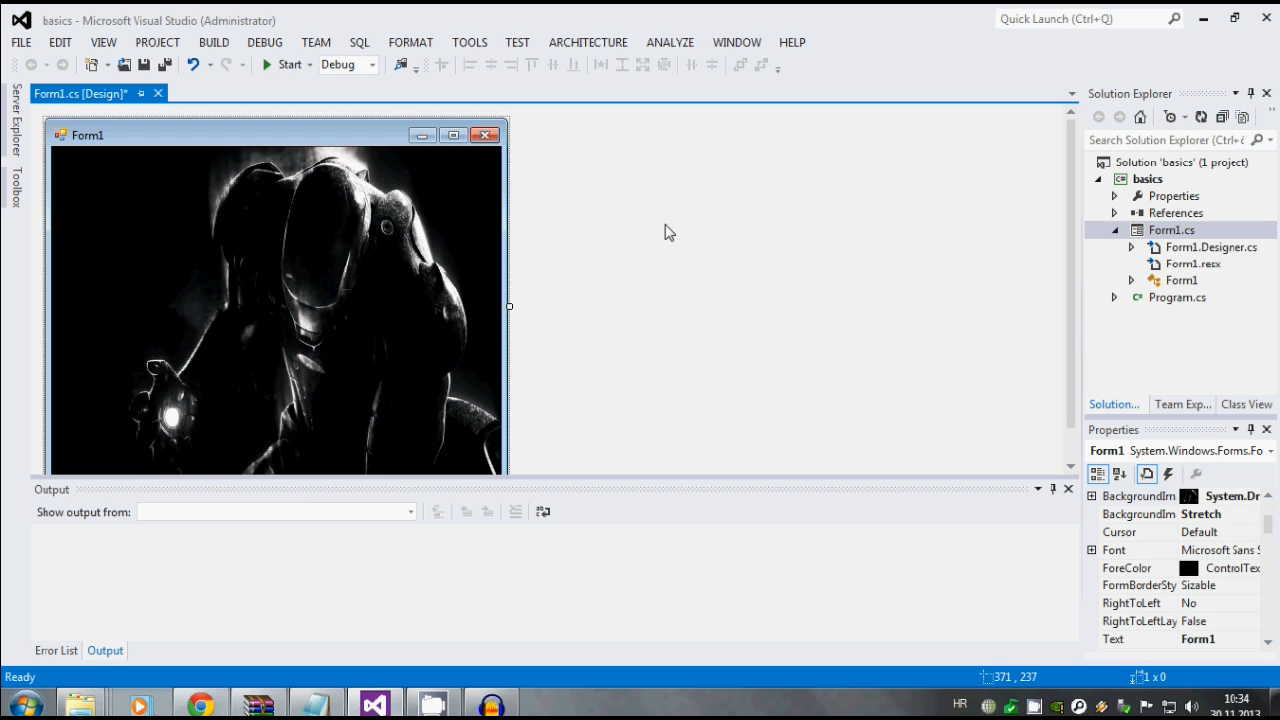 basics - Microsoft Visual Studio (Administrator)
Quick Launch (Ctrl+Q)
FILE EDIT VIEW PROJECT BUILD DEBUG TEAM SQL FORMAT TOOLS TEST ARCHITECTURE ANALYZE WINDOW HELP
Start Debug
Server Explorer
Toolbox
Form1.cs [Design]*
Form1
Solution Explorer
Search Solution Explorer (Ctrl+č
Solution 'basics' (1 project)
basics
Properties
References
Form1.cs
Form1.Designer.cs
Form1.resx
Form1
Program.cs
Solution... Team Exp... Class View
Properties
Form1 System.Windows.Forms.Fo
BackgroundIm System.Dr
BackgroundIm Stretch
Cursor Default
Font Microsoft Sans S
ForeColor ControlTex
FormBorderSty Sizable
RightToLeft No
RightToLeftLay False
Text Form1
Output
Show output from:
Error List Output
Ready
371 , 237
1 x 0
HR
10:34
30.11.2013.